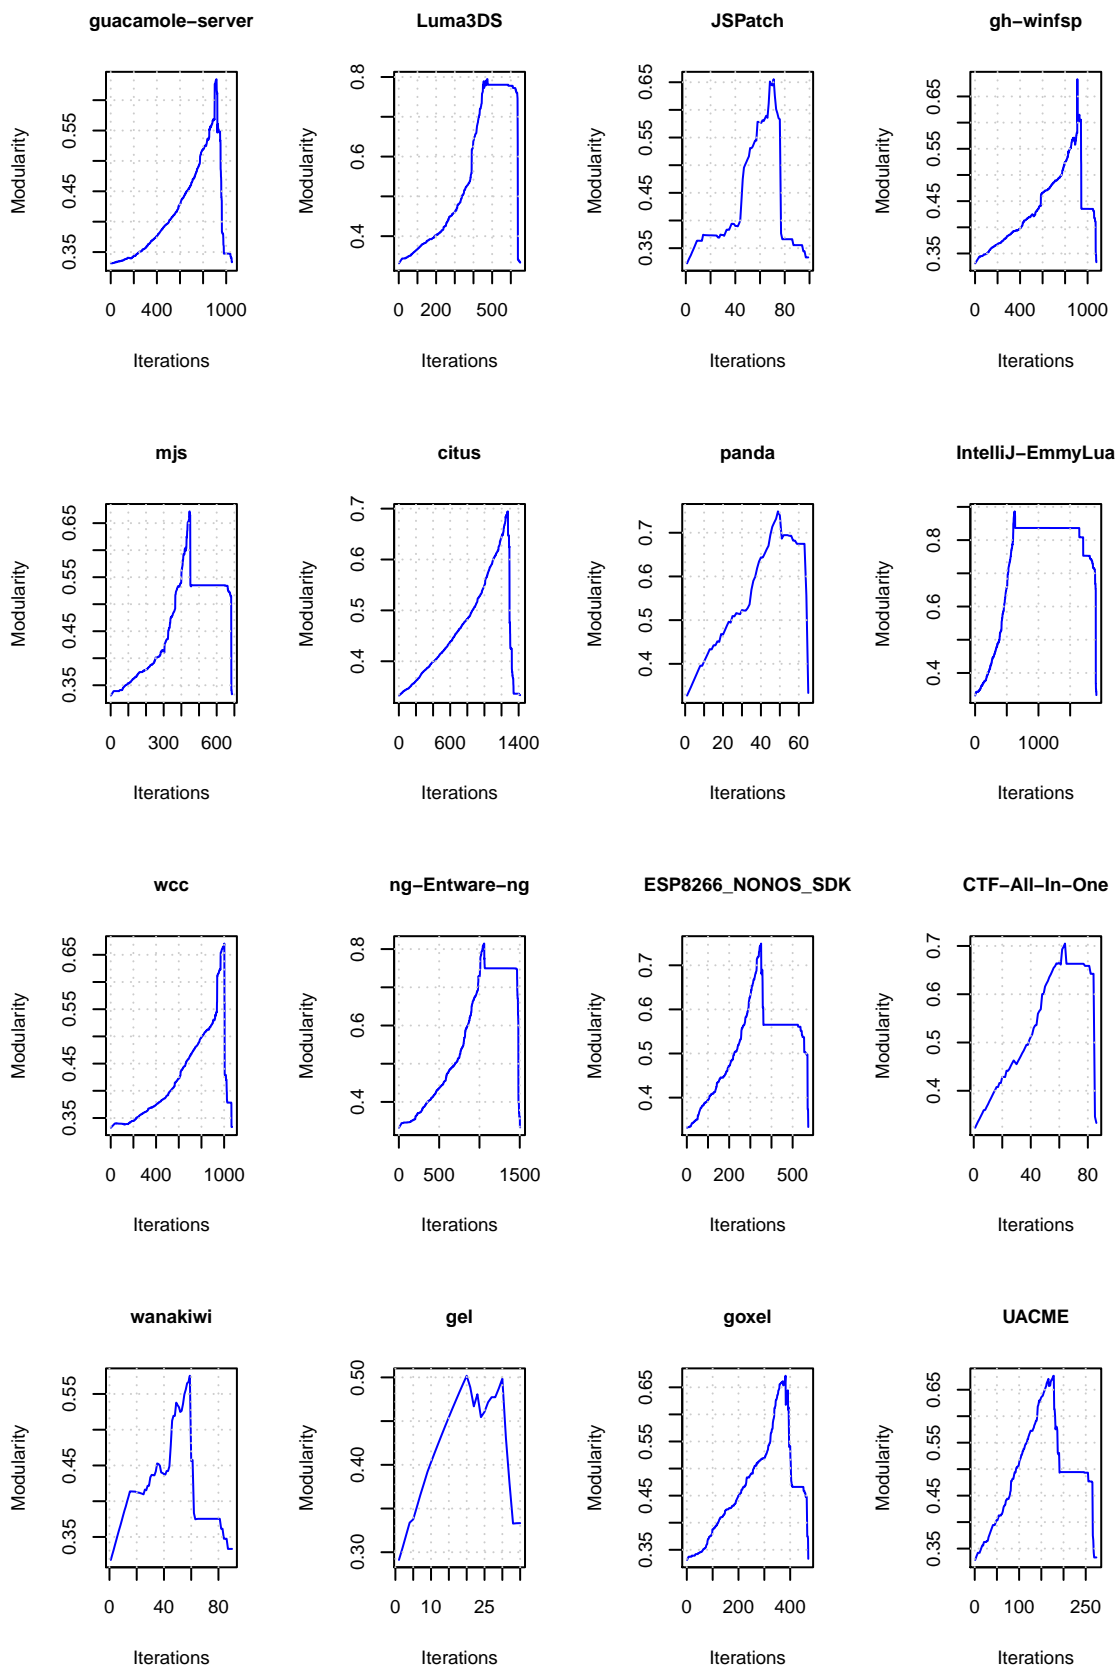 guacamole−server Luma3DS JSPatch gh−winfsp
Modularity 0.35 0.45 0.55 Modularity 0.4 0.6 0.8 Modularity 0.35 0.45 0.55 0.65 Modularity 0.35 0.45 0.55 0.65
0 400 1000 0 200 500 0 40 80 0 400 1000
Iterations Iterations Iterations Iterations
mjs citus panda IntelliJ−EmmyLua
Modularity 0.35 0.45 0.55 0.65 Modularity 0.4 0.5 0.6 0.7 Modularity 0.4 0.5 0.6 0.7 Modularity 0.4 0.6 0.8
0 300 600 0 600 1400 0 20 40 60 0 1000
Iterations Iterations Iterations Iterations
wcc ng−Entware−ng ESP8266_NONOS_SDK CTF−All−In−One
Modularity 0.35 0.45 0.55 0.65 Modularity 0.4 0.6 0.8 Modularity 0.4 0.5 0.6 0.7 Modularity 0.4 0.5 0.6 0.7
0 400 1000 0 500 1500 0 200 500 0 40 80
Iterations Iterations Iterations Iterations
wanakiwi gel goxel UACME
Modularity 0.35 0.45 0.55 Modularity 0.30 0.40 0.50 Modularity 0.35 0.45 0.55 0.65 Modularity 0.35 0.45 0.55 0.65
0 40 80 0 10 25 0 200 400 0 100 250
Iterations Iterations Iterations Iterations